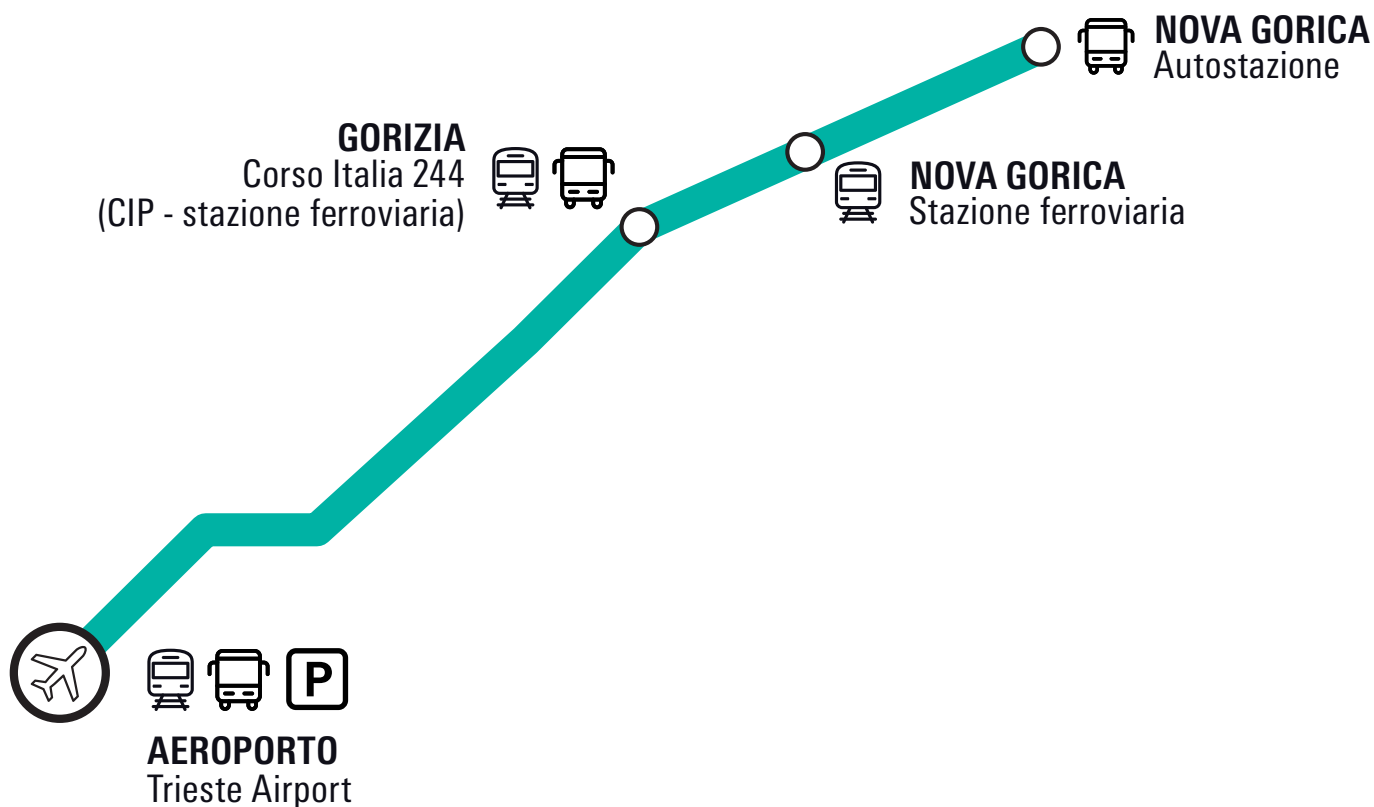 NOVA GORICA
Autostazione
GORIZIA
Corso Italia 244
(CIP - stazione ferroviaria)
NOVA GORICA
Stazione ferroviaria
P
AEROPORTO
Trieste Airport